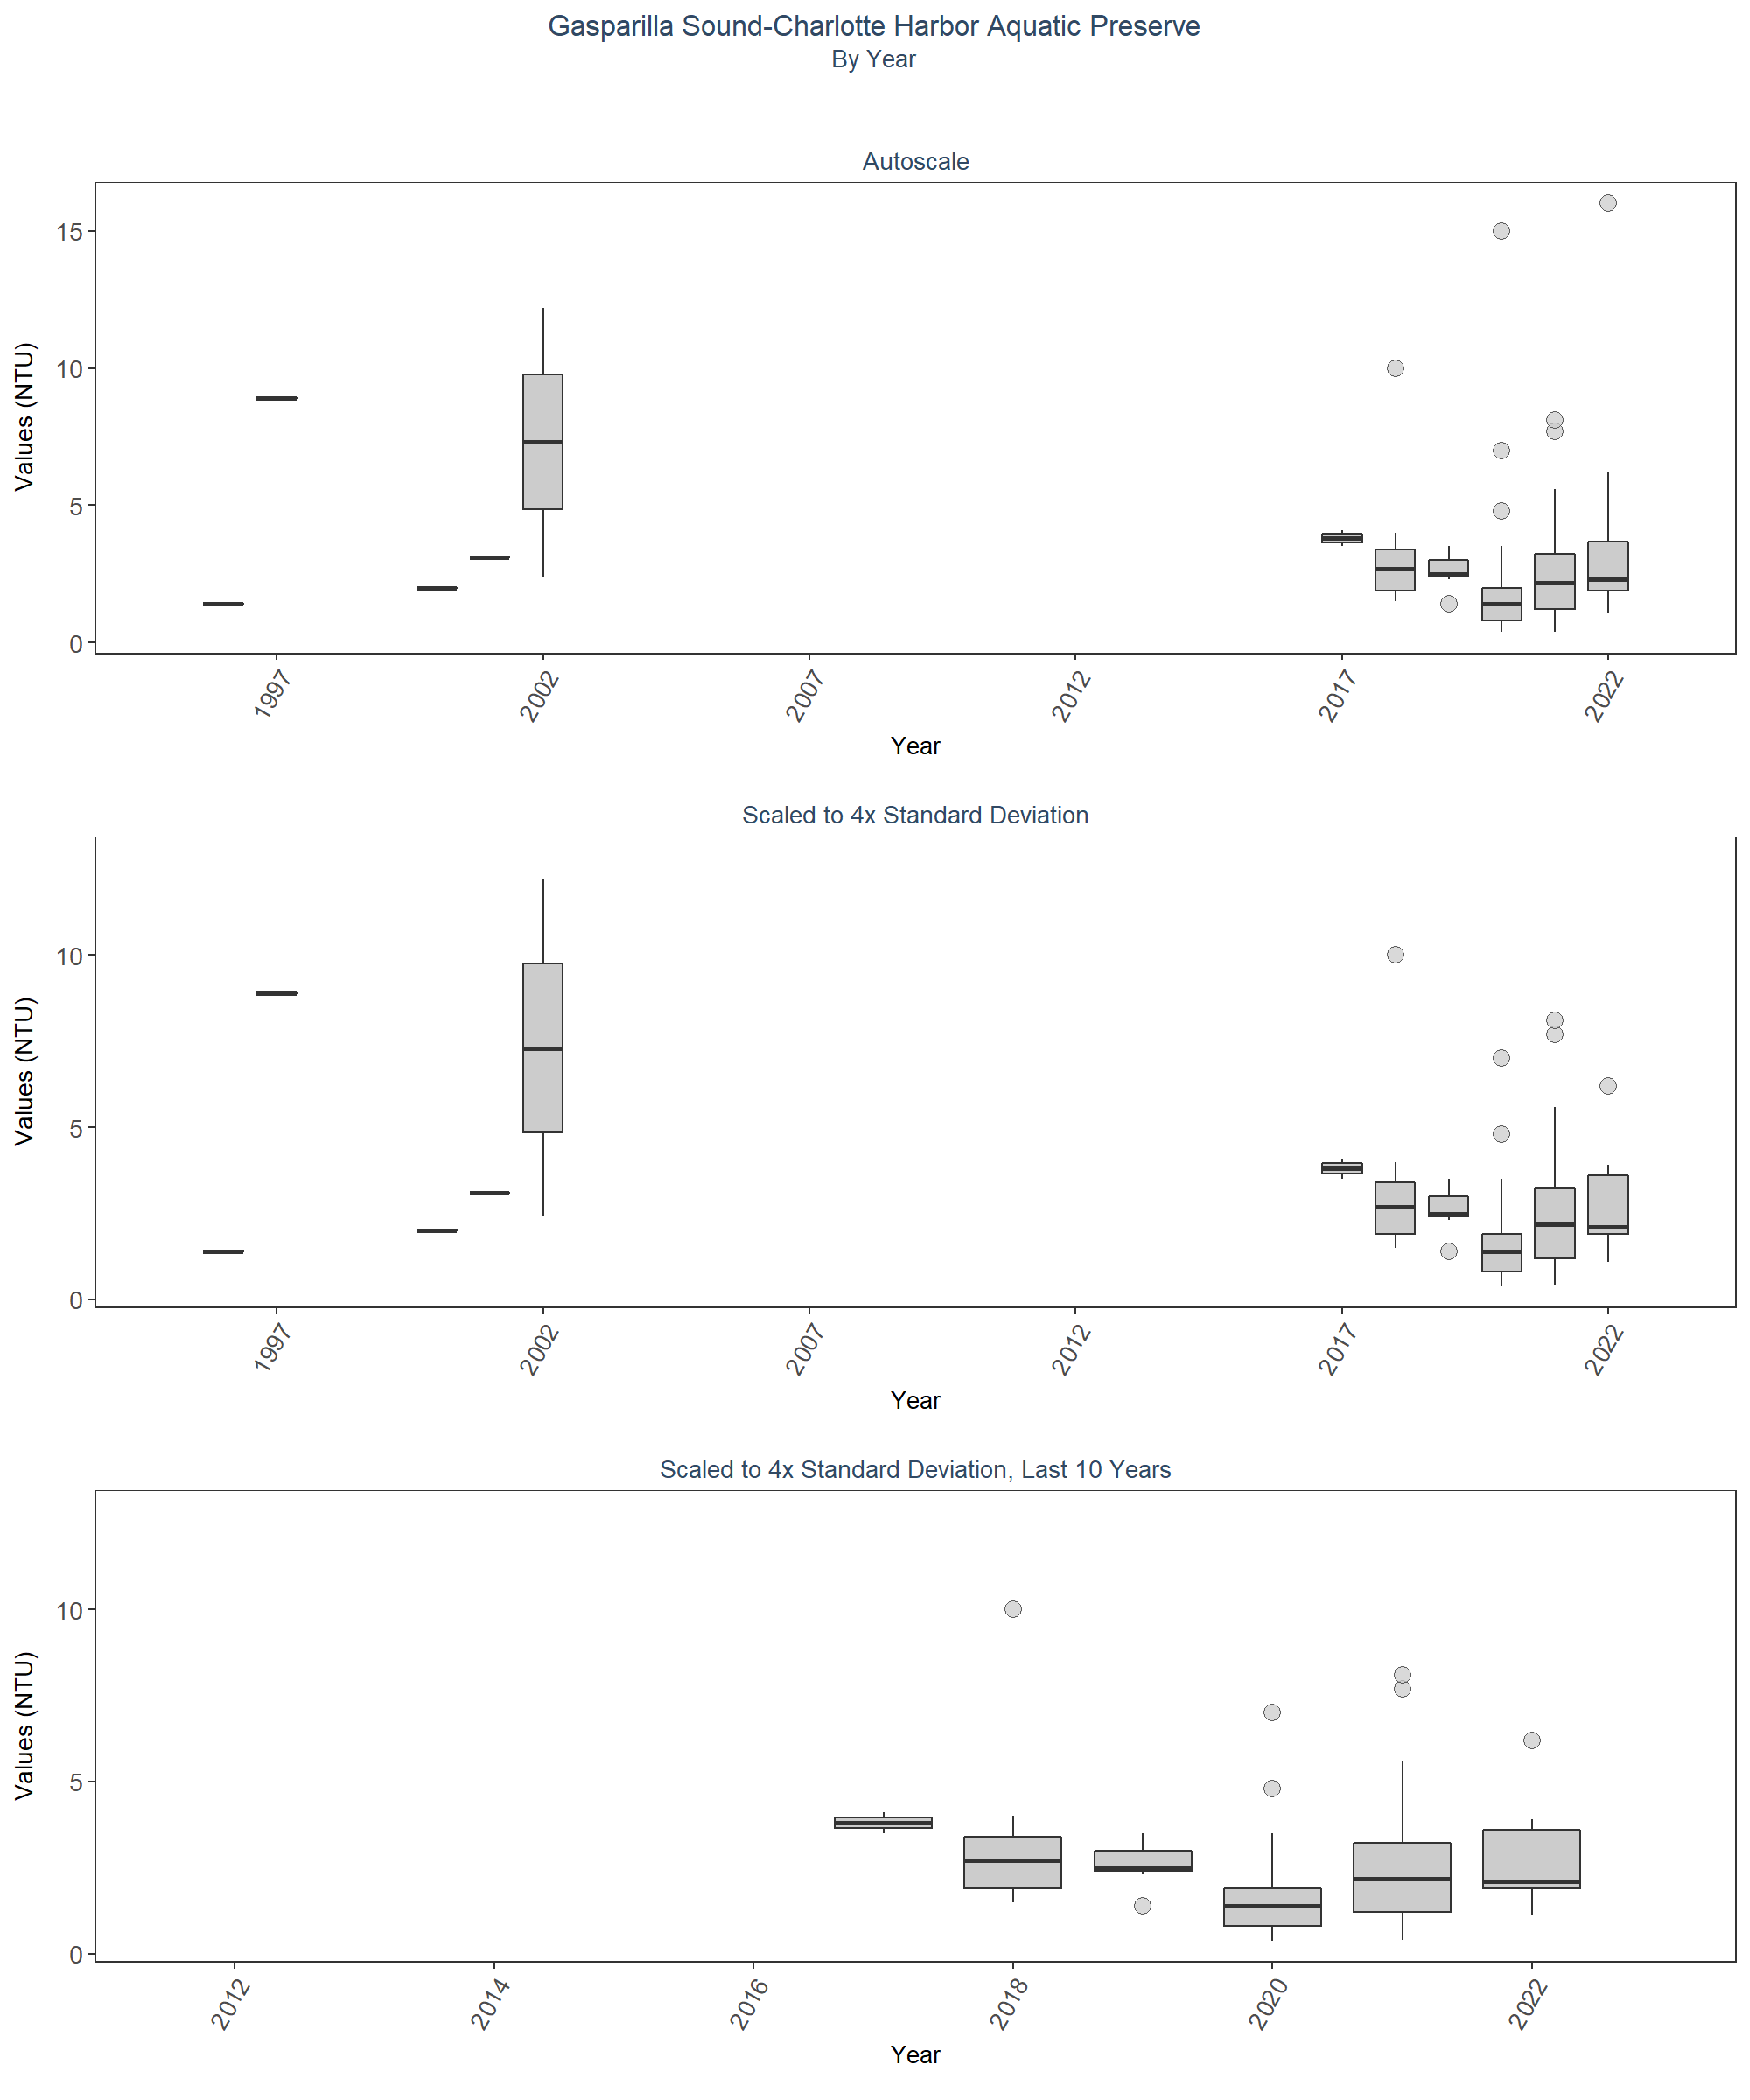 Gasparilla Sound-Charlotte Harbor Aquatic Preserve
By Year
Autoscale
Values (NTU)
15
10
5
0
1997
2002
2007
2012
2017
2022
Year
Scaled to 4x Standard Deviation
Values (NTU)
10
5
0
1997
2002
2007
2012
2017
2022
Year
Scaled to 4x Standard Deviation, Last 10 Years
Values (NTU)
10
5
0
2012
2014
2016
2018
2020
2022
Year